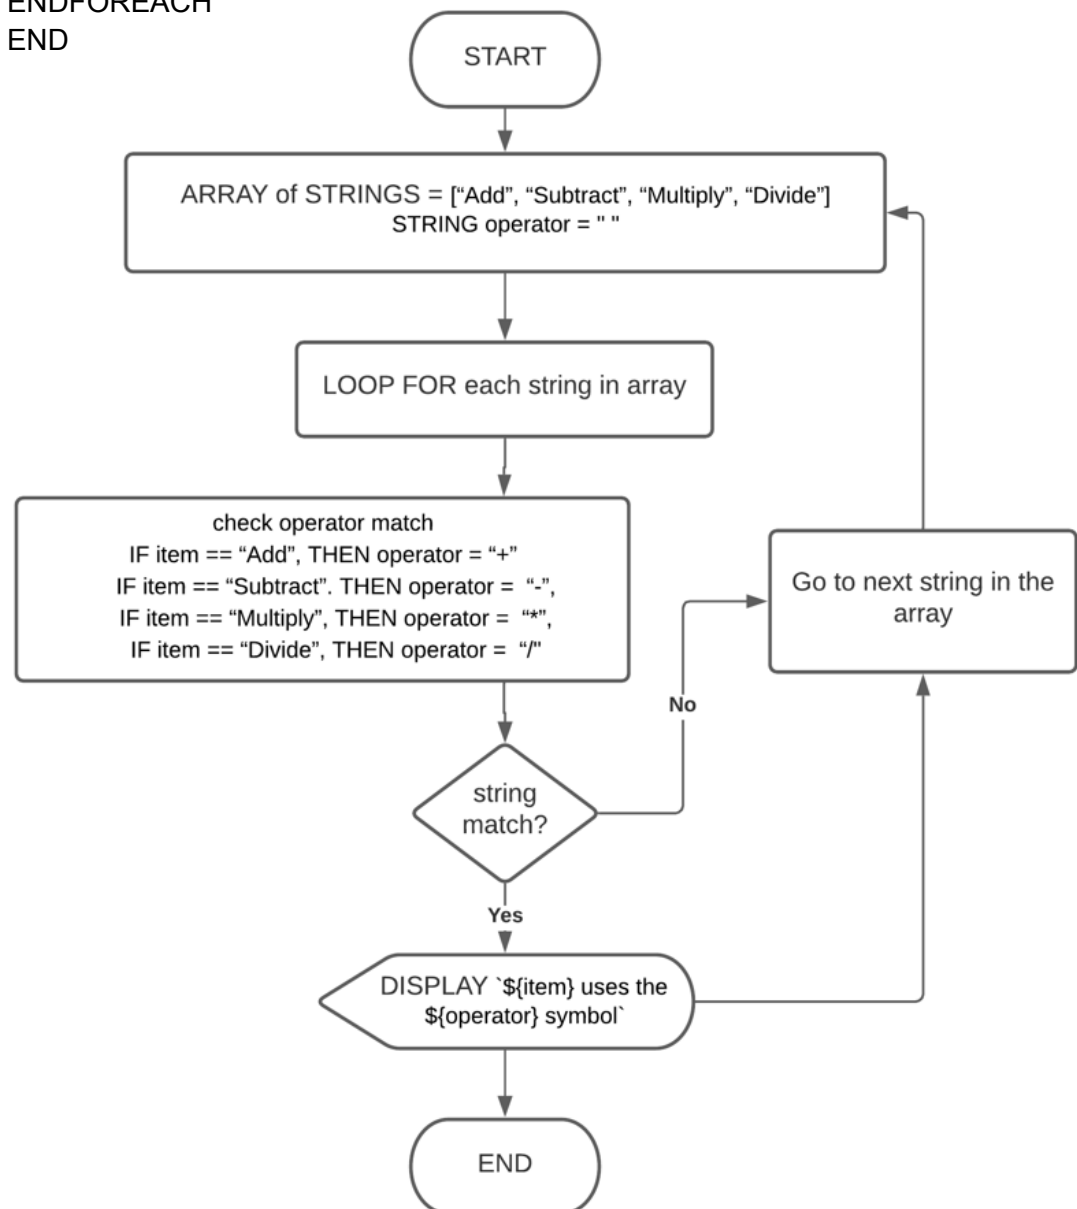 ENDFOREACH
END
START
ARRAY of STRINGS = [“Add”, “Subtract”, “Multiply”, “Divide”]
STRING operator = " "
LOOP FOR each string in array
check operator match
IF item == “Add”, THEN operator = “+”
IF item == “Subtract”. THEN operator =  “-”,
IF item == “Multiply”, THEN operator =  “*”,
IF item == “Divide”, THEN operator =  “/"
Go to next string in the
array
No
string
match?
Yes
DISPLAY `${item} uses the
${operator} symbol`
END